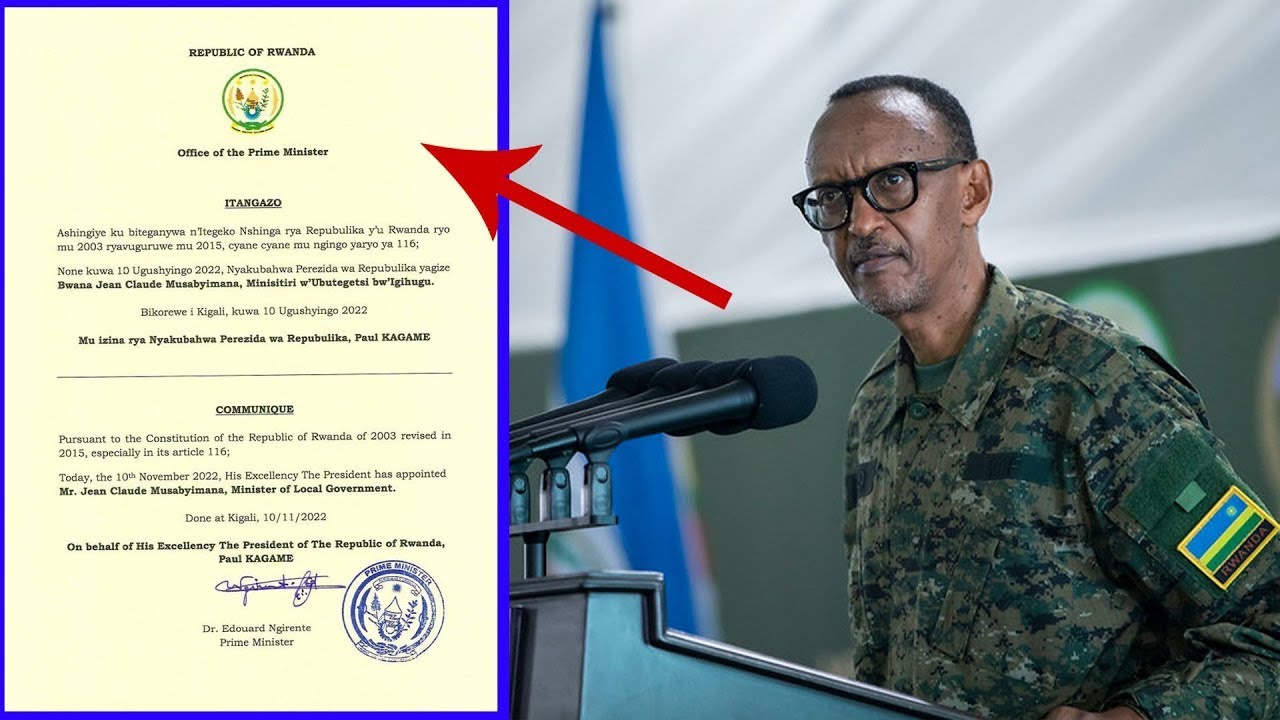 REPUBLIC OF RWANDA
Office of the Prime Minister
ITANGAZO
Ashingiye ku biteganywa n'Itegeko Nshinga rya Repubulika y'u Rwanda ryo
mu 2003 ryavuguruwe mu 2015, cyane cyane mu ngingo yaryo ya 116;
None kuwa 10 Ugushyingo 2022, Nyakubahwa Perezida wa Repubulika yagize
Bwana Jean Claude Musabyimana, Minisitiri w'Ubutegetsi bw'Igihugu.
Bikorewe i Kigali, kuwa 10 Ugushyingo 2022
Mu izina rya Nyakubahwa Perezida wa Repubulika, Paul KAGAME
COMMUNIQUE
Pursuant to the Constitution of the Republic of Rwanda of 2003 revised in
2015, especially in its article 116;
Today, the 10th November 2022, His Excellency The President has appointed
Mr. Jean Claude Musabyimana, Minister of Local Government.
Done at Kigali, 10/11/2022
On behalf of His Excellency The President of The Republic of Rwanda,
Paul KAGAME
PRIME MINISTER
Dr. Edouard Ngirente
Prime Minister
RWANDA